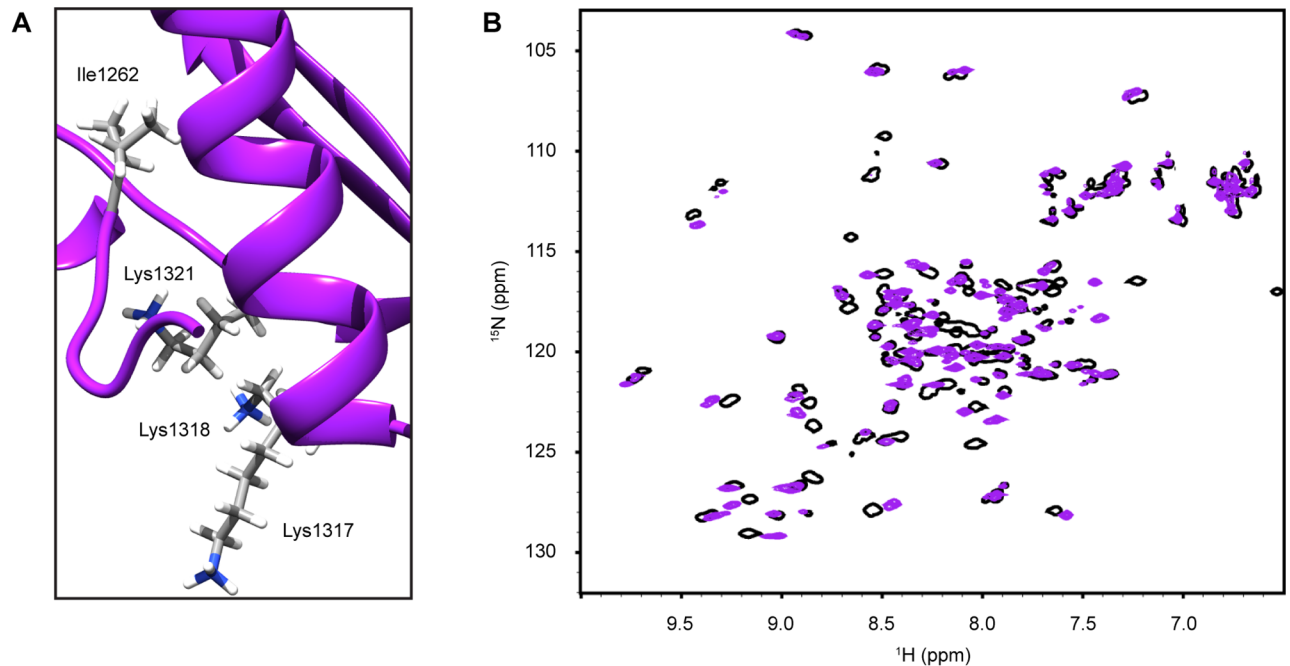 A
Ile1262
Lys1321
Lys1318
Lys1317
B
105
110
115
120
125
130
¹⁵N (ppm)
9.5 9.0 8.5 8.0 7.5 7.0
¹H (ppm)